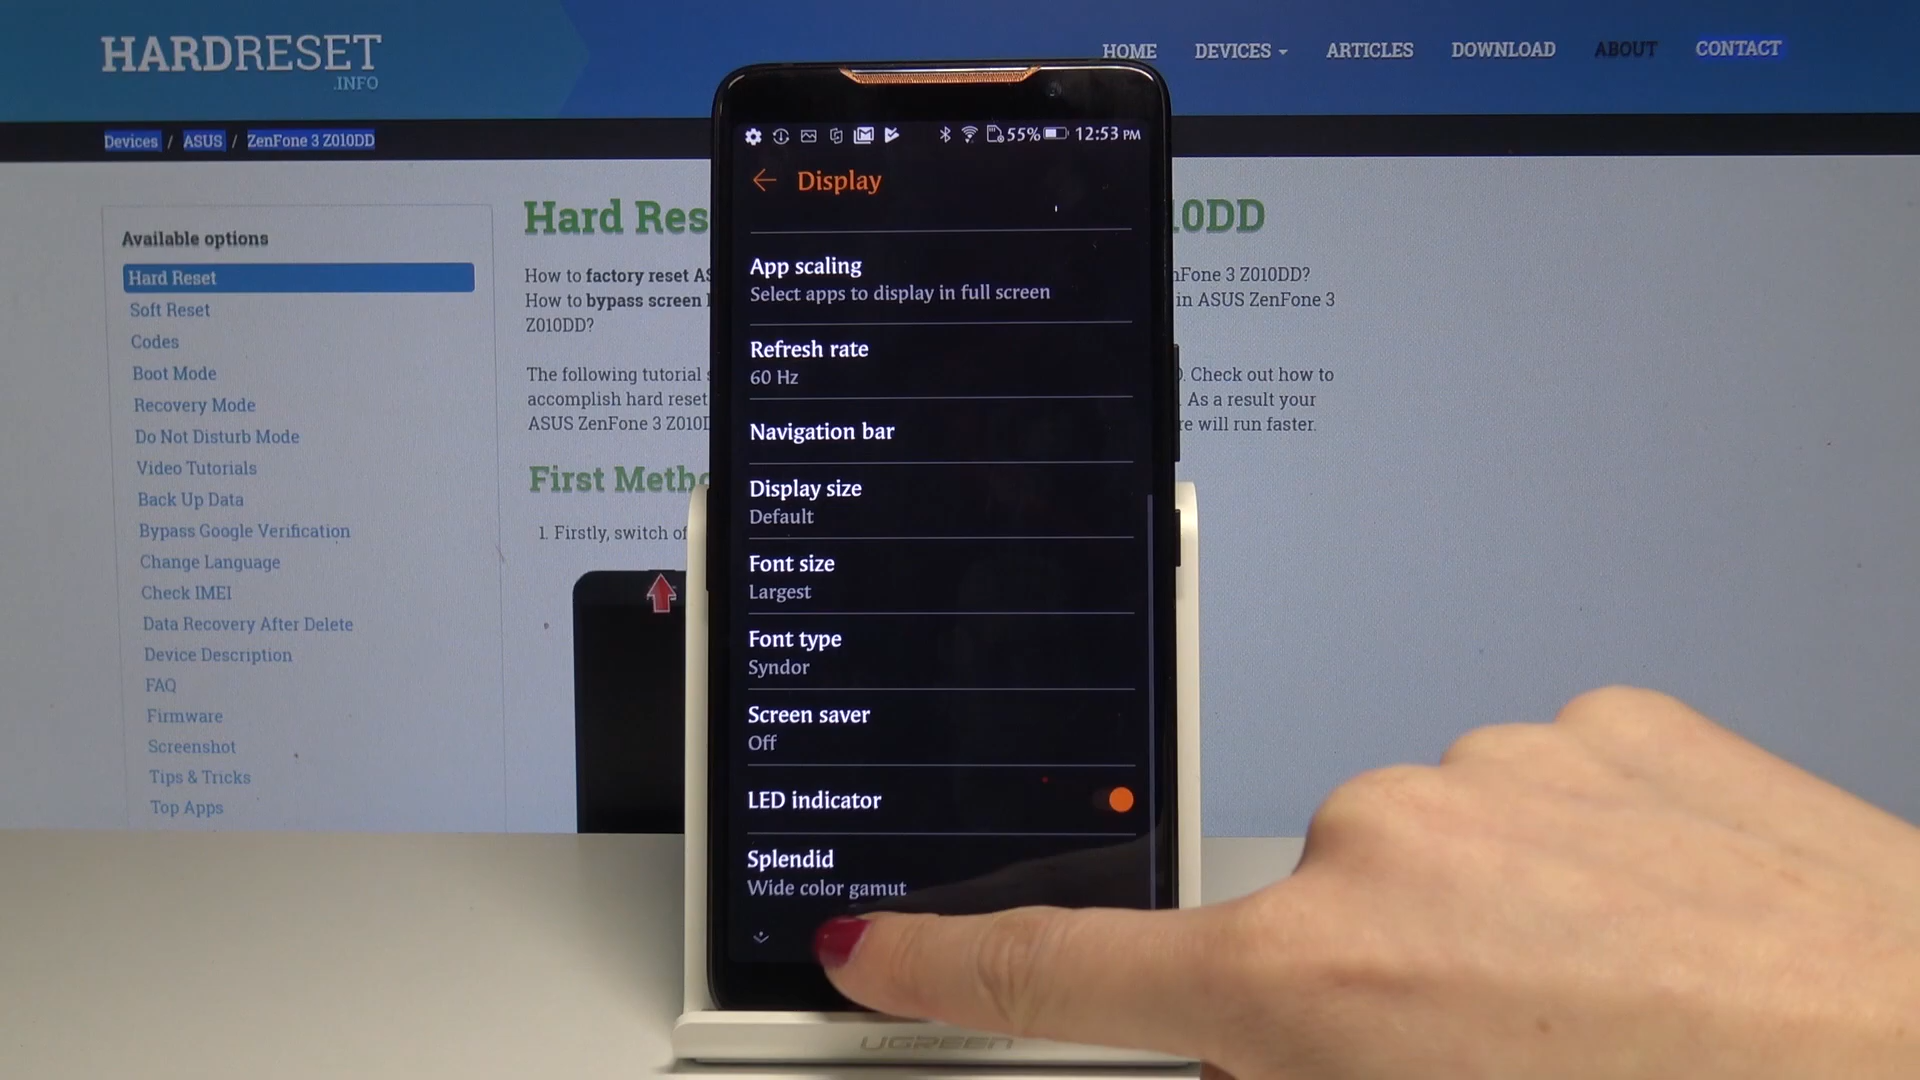 HARDRESET
.INFO
HOME DEVICES ARTICLES DOWNLOAD ABOUT CONTACT
Devices / ASUS / ZenFone 3 Z010DD
Available options
Hard Reset
Soft Reset
Codes
Boot Mode
Recovery Mode
Do Not Disturb Mode
Video Tutorials
Back Up Data
Bypass Google Verification
Change Language
Check IMEI
Data Recovery After Delete
Device Description
FAQ
Firmware
Screenshot
Tips & Tricks
Top Apps
Hard Res
10DD
How to factory reset AS
nFone 3 Z010DD?
How to bypass screen
in ASUS ZenFone 3
Z010DD?
The following tutorial
Check out how to
accomplish hard reset
As a result your
ASUS ZenFone 3 Z010D
re will run faster.
First Metho
1. Firstly, switch of
55% 12:53 PM
Display
App scaling
Select apps to display in full screen
Refresh rate
60 Hz
Navigation bar
Display size
Default
Font size
Largest
Font type
Syndor
Screen saver
Off
LED indicator
Splendid
Wide color gamut
UGREEN